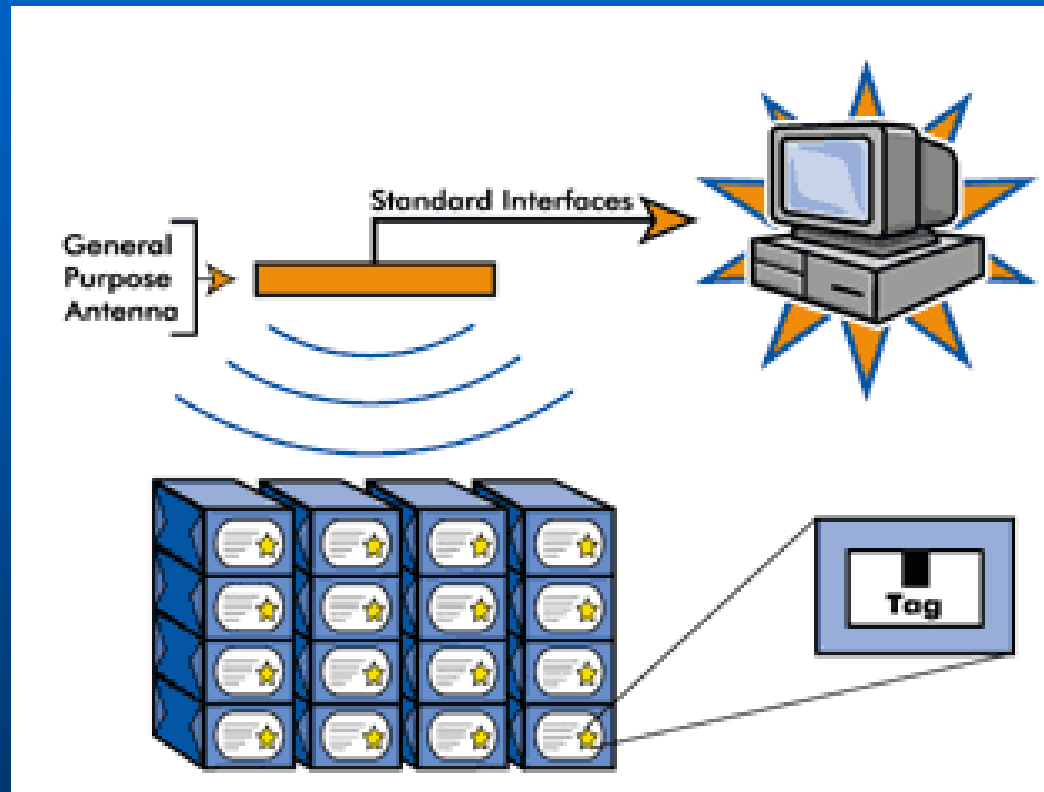 Standard Interfaces
General
Purpose
Antenna
Tag